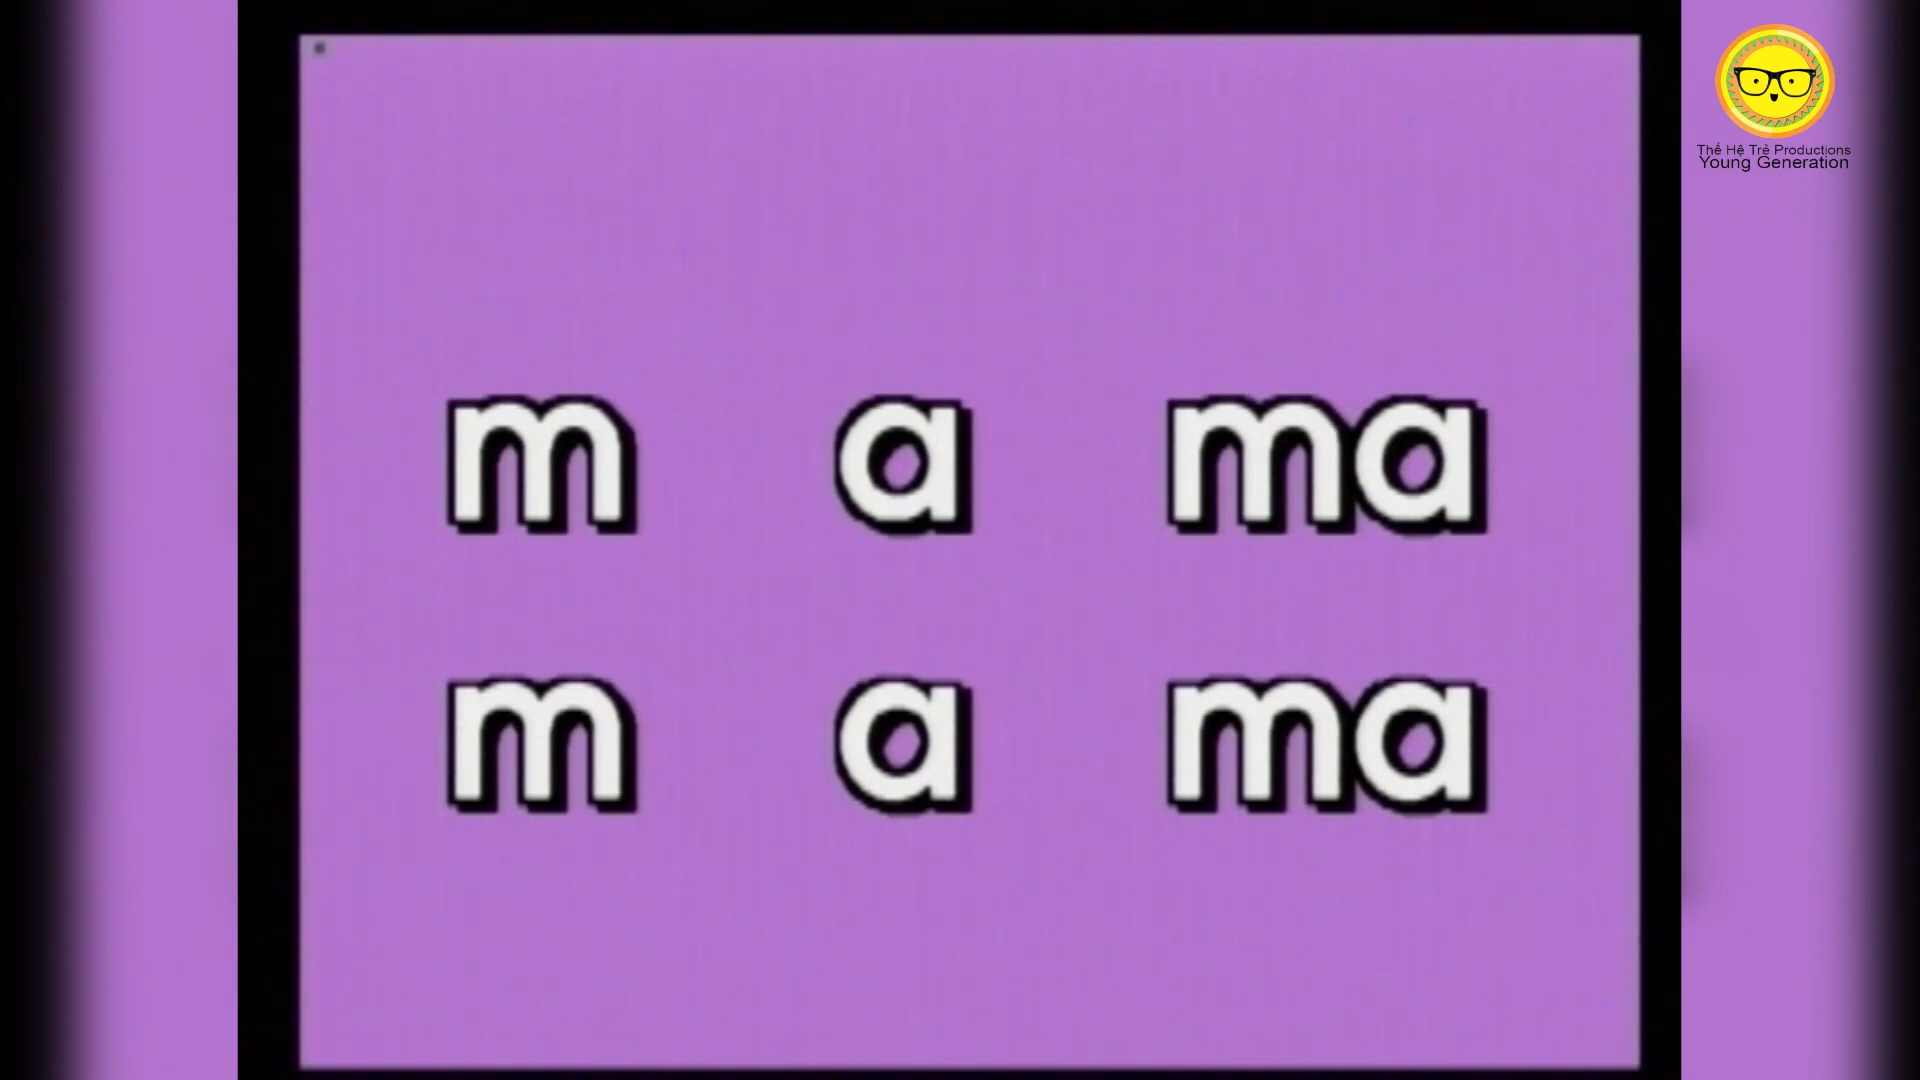 m a ma
m a ma
Thế Hệ Trẻ Productions
Young Generation